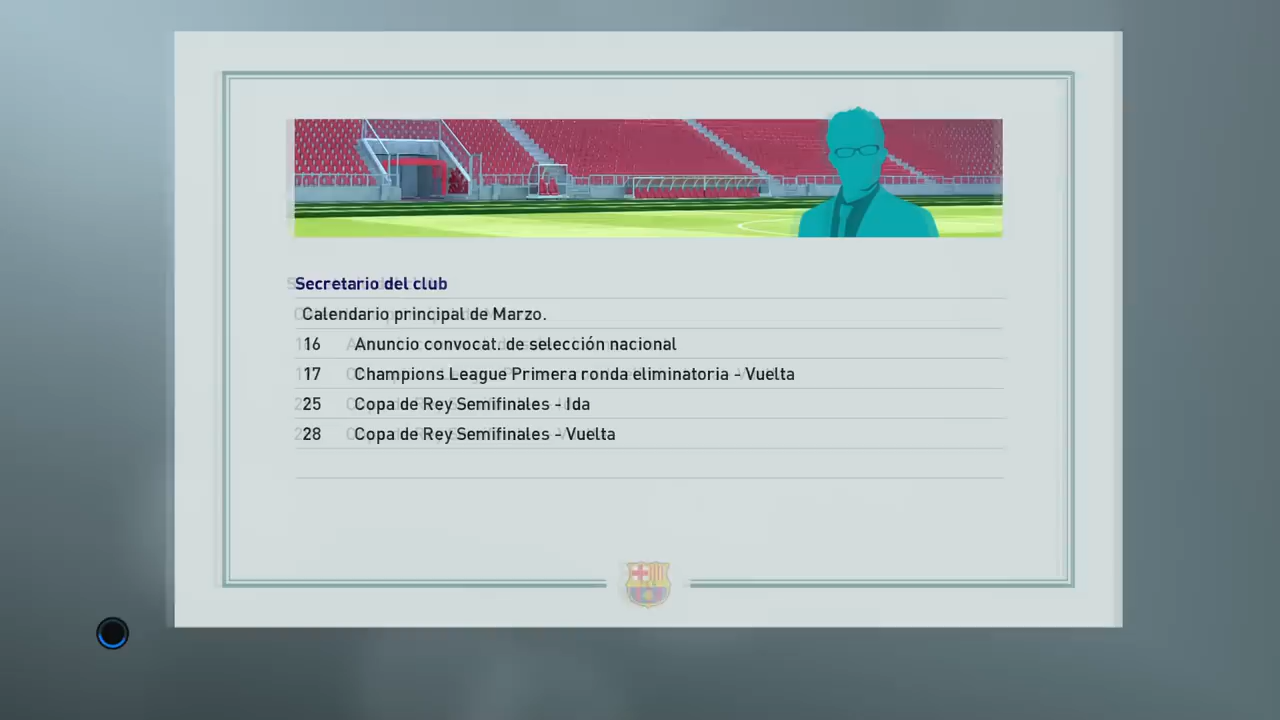 Secretario del club
Calendario principal de Marzo.
16 Anuncio convocat. de selección nacional
17 Champions League Primera ronda eliminatoria - Vuelta
25 Copa de Rey Semifinales - Ida
28 Copa de Rey Semifinales - Vuelta